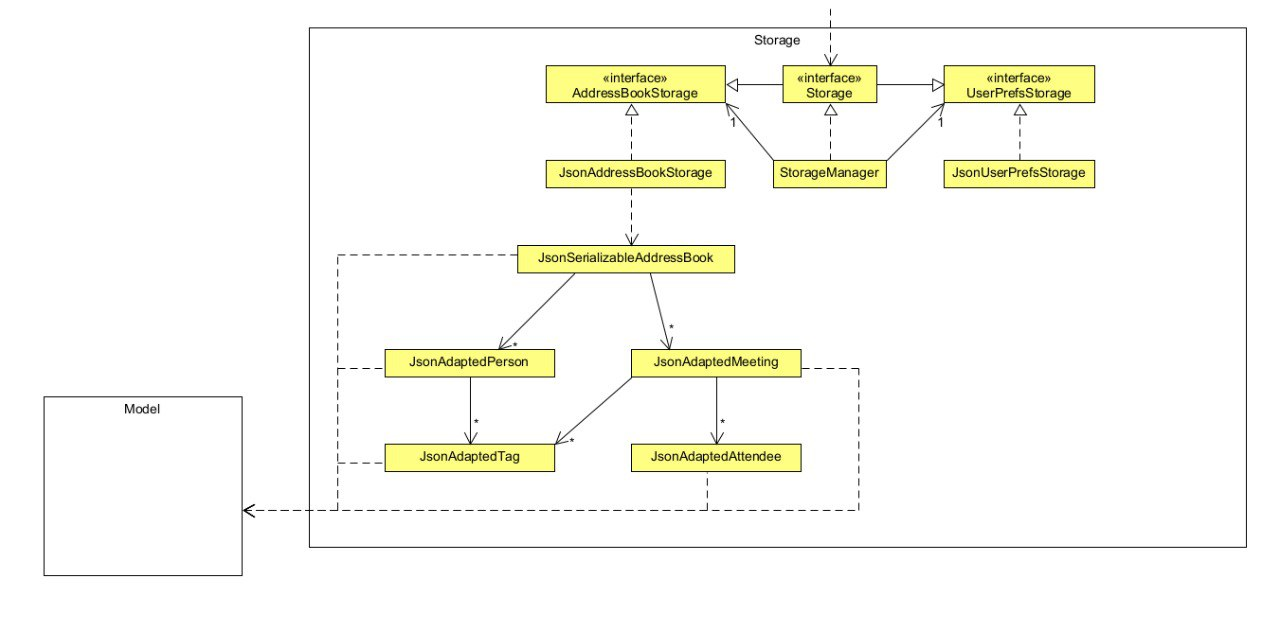 Storage
«interface»
AddressBookStorage
«interface»
Storage
«interface»
UserPrefsStorage
1
1
JsonAddressBookStorage
StorageManager
JsonUserPrefsStorage
JsonSerializableAddressBook
*
*
JsonAdaptedPerson
JsonAdaptedMeeting
Model
*
*
*
JsonAdaptedTag
JsonAdaptedAttendee